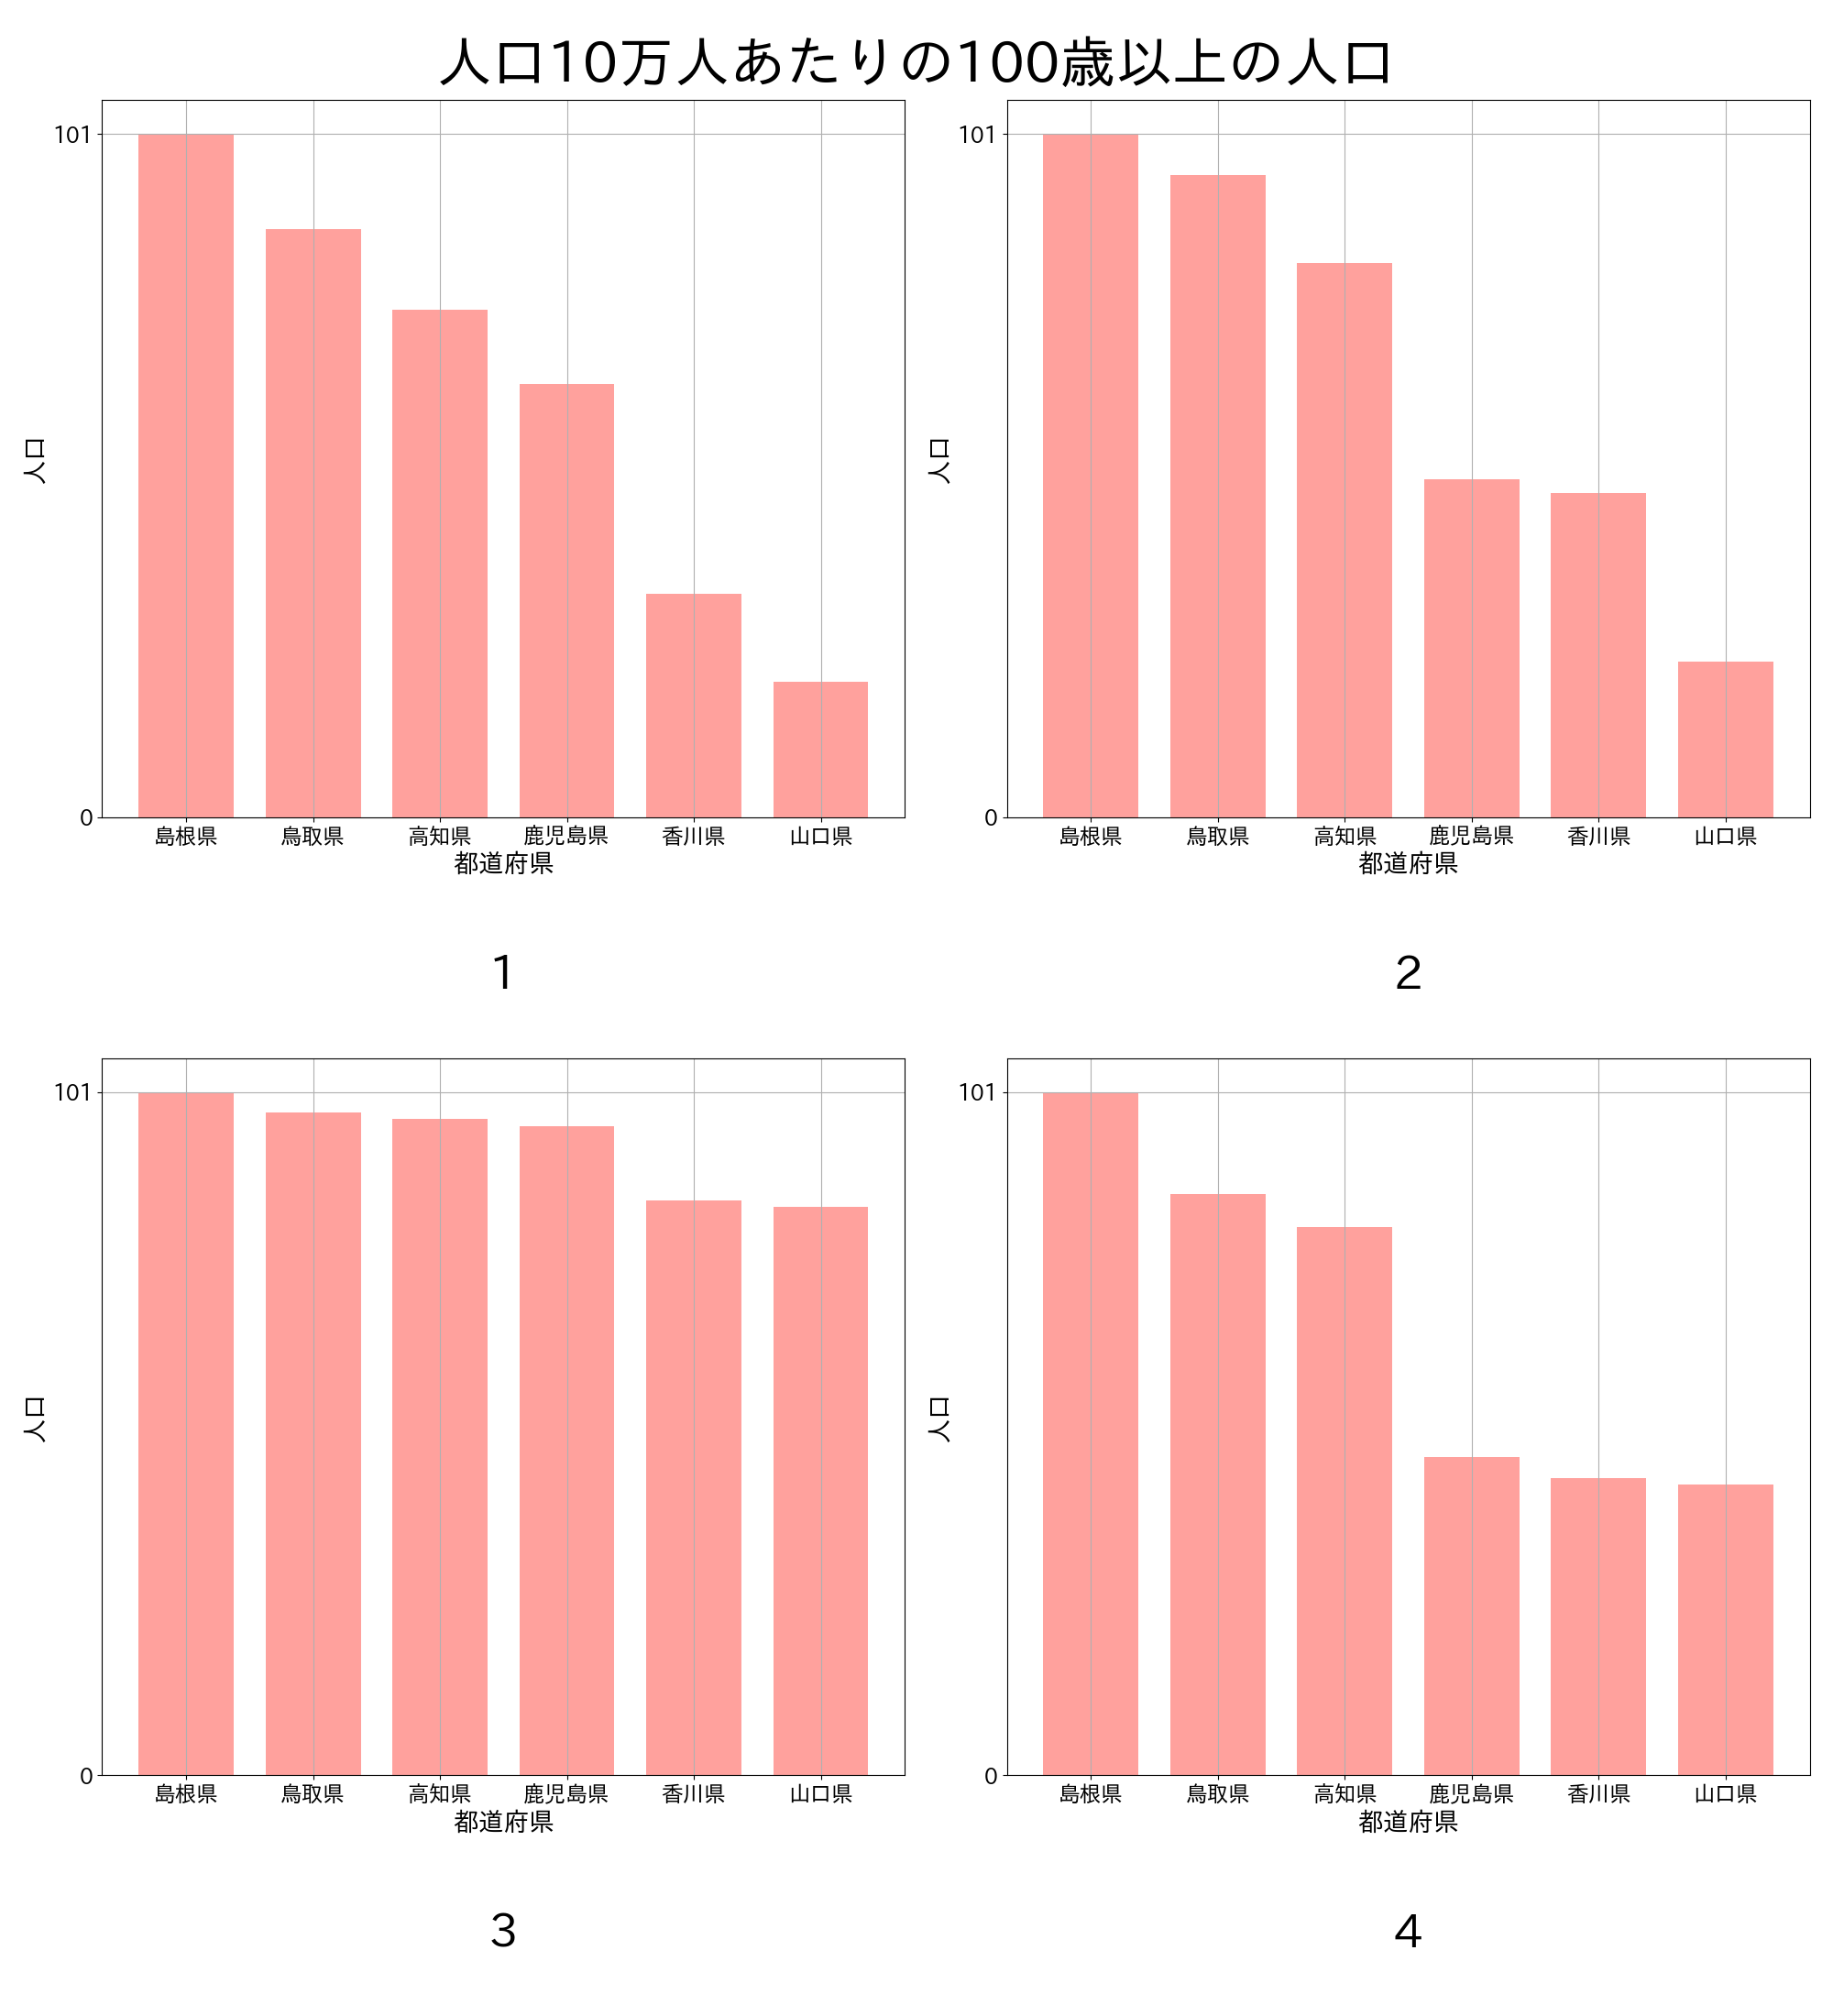 人口10万人あたりの100歳以上の人口
101
0
人口
島根県 鳥取県 高知県 鹿児島県 香川県 山口県
都道府県
1
101
0
人口
島根県 鳥取県 高知県 鹿児島県 香川県 山口県
都道府県
2
101
0
人口
島根県 鳥取県 高知県 鹿児島県 香川県 山口県
都道府県
3
101
0
人口
島根県 鳥取県 高知県 鹿児島県 香川県 山口県
都道府県
4